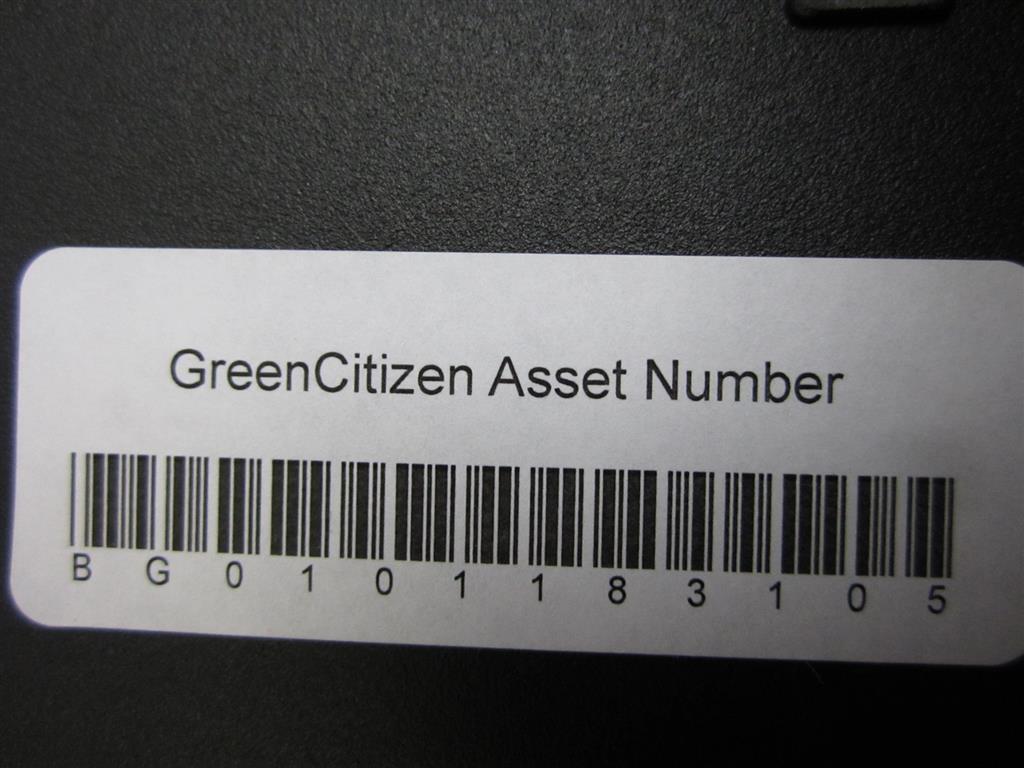 GreenCitizen Asset Number
B G 0 1 0 1 1 8 3 1 0 5